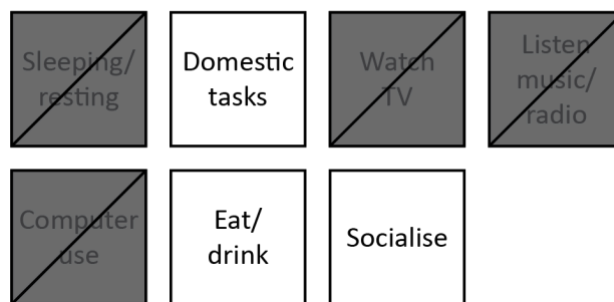 Sleeping/
resting
Domestic
tasks
Watch
TV
Listen
music/
radio
Computer
use
Eat/
drink
Socialise